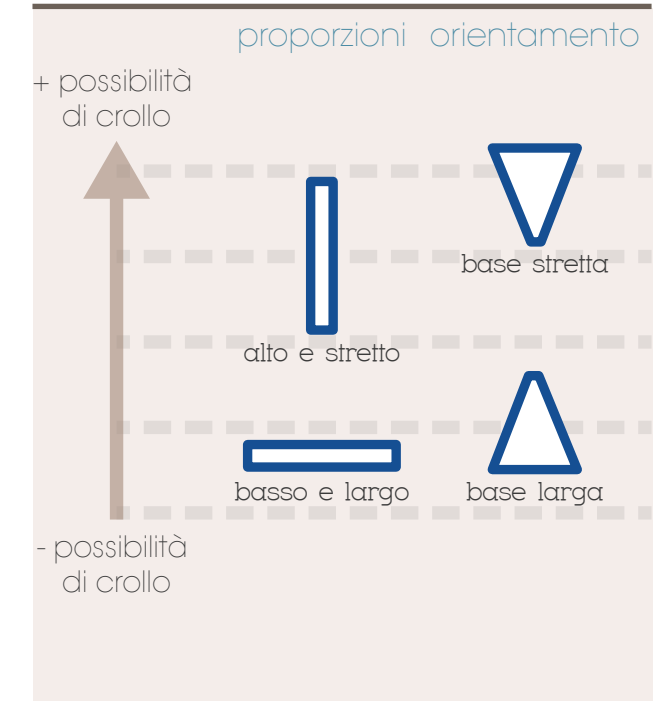 proporzioni orientamento
+ possibilità
di crollo
base stretta
alto e stretto
basso e largo
base larga
- possibilità
di crollo